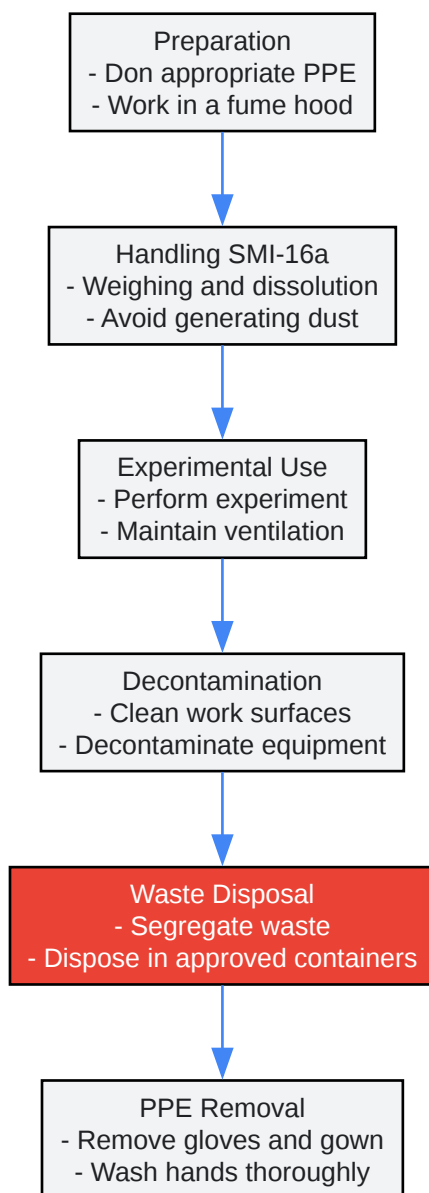 Preparation
- Don appropriate PPE
- Work in a fume hood
Handling SMI-16a
- Weighing and dissolution
- Avoid generating dust
Experimental Use
- Perform experiment
- Maintain ventilation
Decontamination
- Clean work surfaces
- Decontaminate equipment
Waste Disposal
- Segregate waste
- Dispose in approved containers
PPE Removal
- Remove gloves and gown
- Wash hands thoroughly